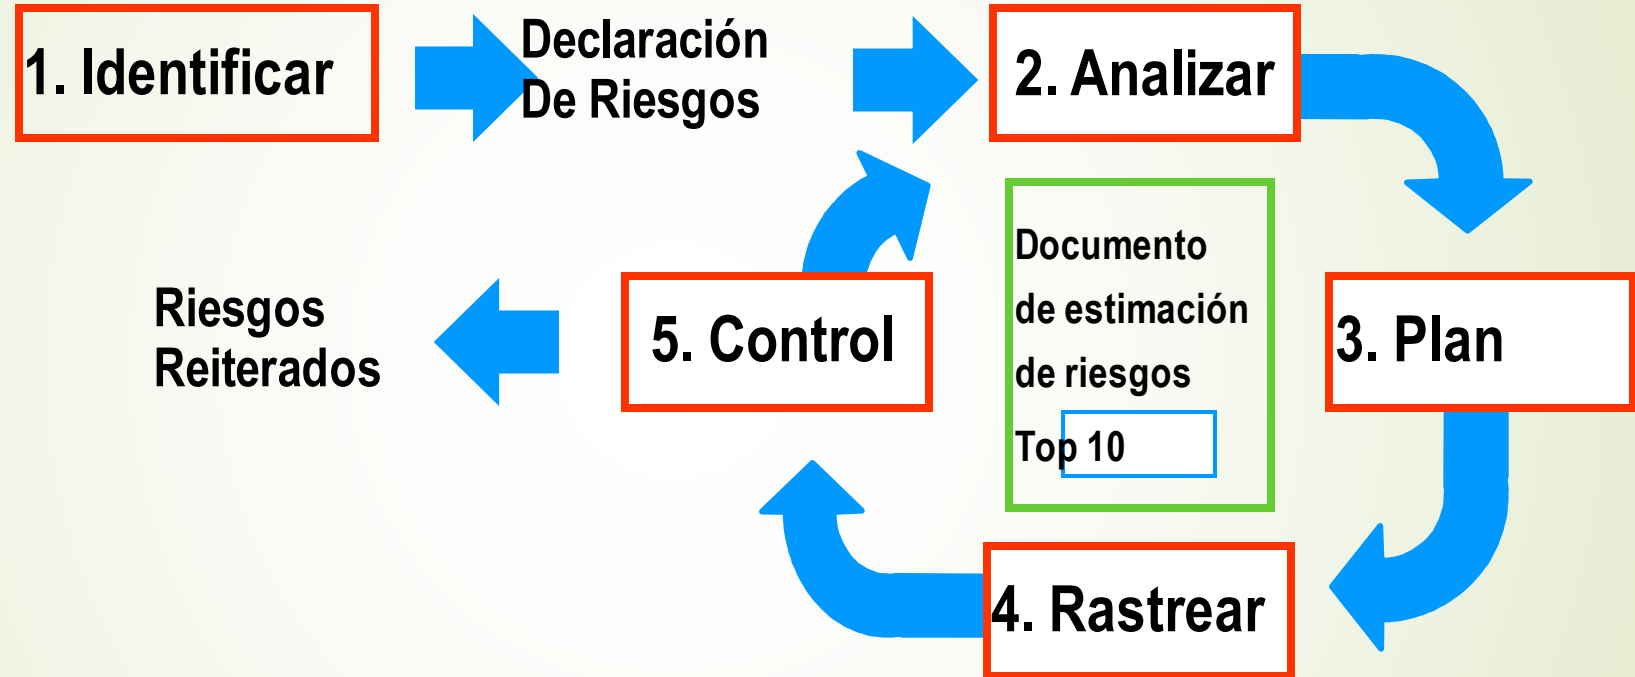 1. Identificar
Declaración
De Riesgos
2. Analizar
Documento
de estimación
de riesgos
Top 10
Riesgos
Reiterados
5. Control
3. Plan
4. Rastrear